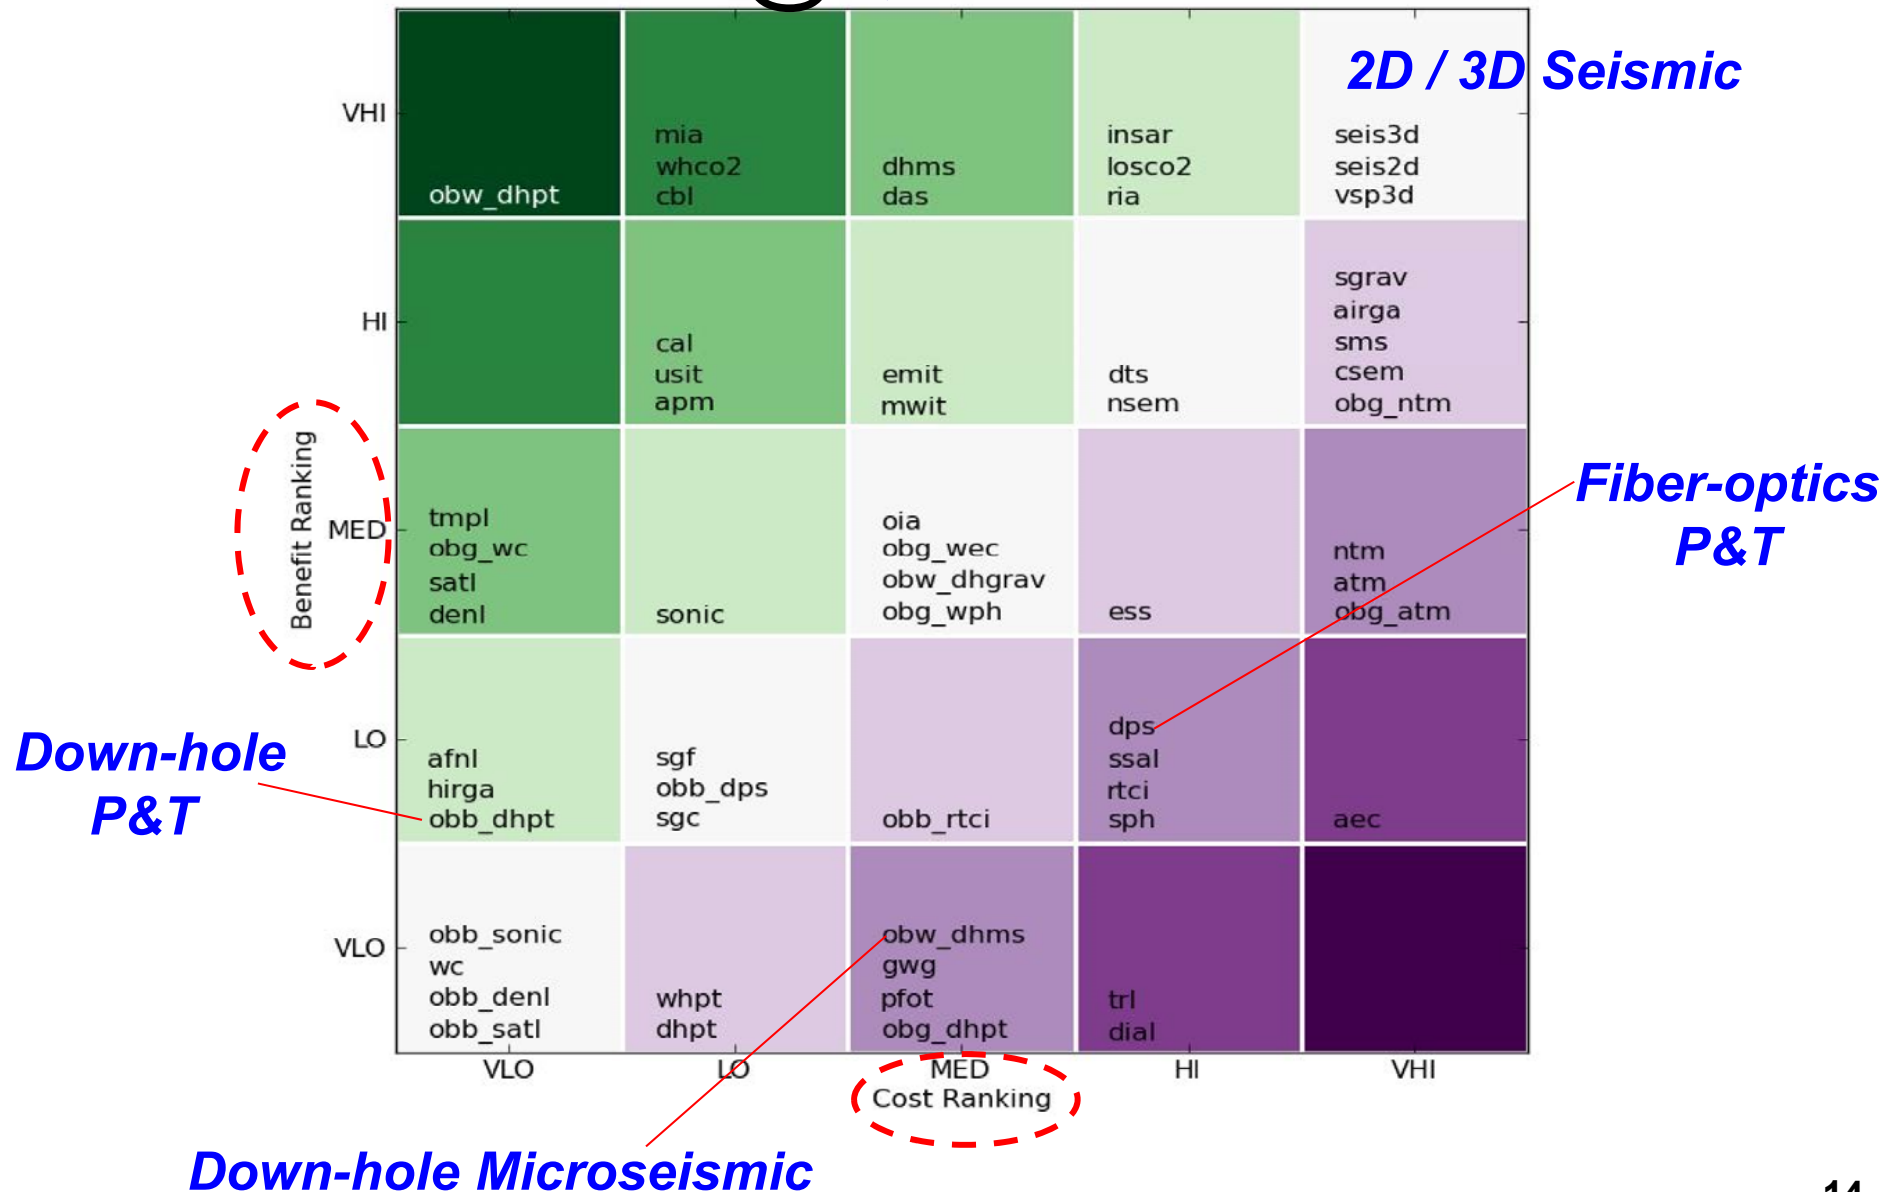 2D / 3D Seismic
VHI
obw_dhpt
mia
whco2
cbl
dhms
das
insar
losco2
ria
seis3d
seis2d
vsp3d
HI
cal
usit
apm
emit
mwit
dts
nsem
sgrav
airga
sms
csem
obg_ntm
Benefit Ranking
MED
tmpl
obg_wc
satl
denl
sonic
oia
obg_wec
obw_dhgrav
obg_wph
ess
ntm
atm
obg_atm
Fiber-optics
P&T
Down-hole
P&T
LO
afnl
hirga
obb_dhpt
sgf
obb_dps
sgc
obb_rtci
dps
ssal
rtci
sph
aec
VLO
obb_sonic
wc
obb_denl
obb_satl
whpt
dhpt
obw_dhms
gwg
pfot
obg_dhpt
trl
dial
VLO LO MED HI VHI
Cost Ranking
Down-hole Microseismic
14